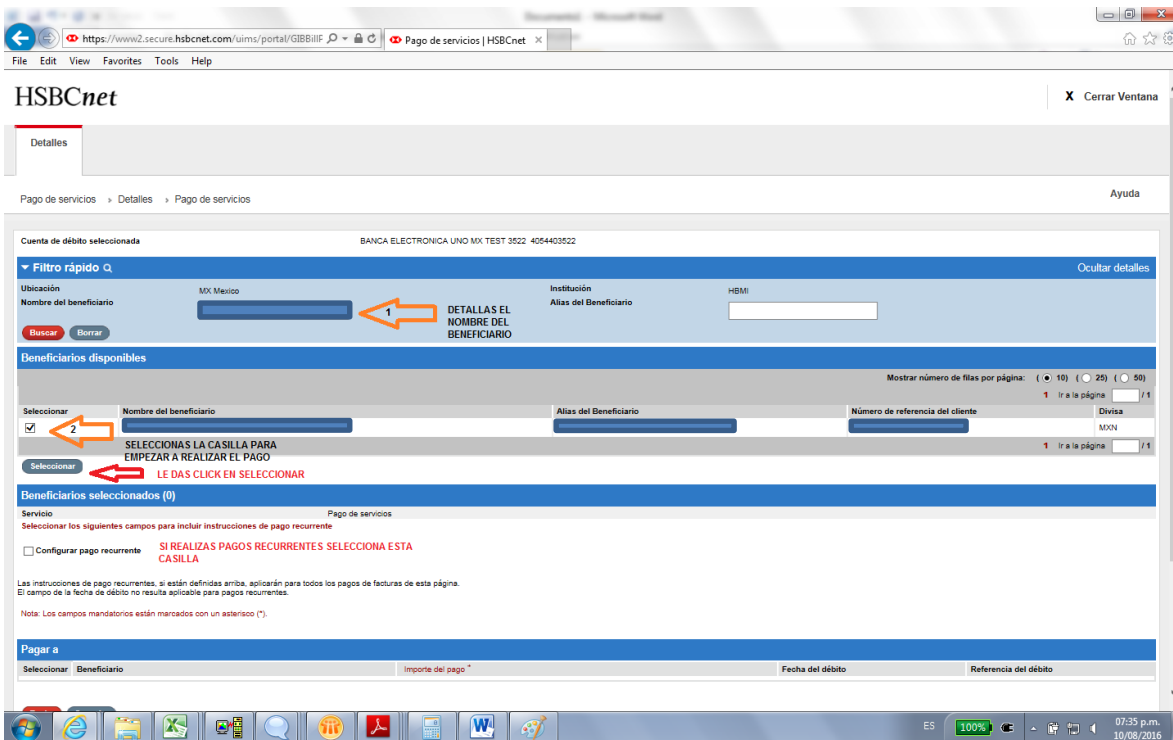 https://www2.secure.hsbcnet.com/uims/portal/GIBBillF
Pago de servicios | HSBCnet
File Edit View Favorites Tools Help
HSBCnet
X Cerrar Ventana
Detalles
Pago de servicios › Detalles › Pago de servicios
Ayuda
Cuenta de débito seleccionada BANCA ELECTRONICA UNO MX TEST 3522 4054403522
Filtro rápido Ocultar detalles
Ubicación MX Mexico Institución HBMI
Nombre del beneficiario 1 DETALLAS EL Alias del Beneficiario
NOMBRE DEL
BENEFICIARIO
Buscar Borrar
Beneficiarios disponibles
Mostrar número de filas por página: ( 10) ( 25) ( 50)
1 Ir a la página / 1
Seleccionar Nombre del beneficiario Alias del Beneficiario Número de referencia del cliente Divisa
2 MXN
SELECCIONAS LA CASILLA PARA 1 Ir a la página / 1
EMPEZAR A REALIZAR EL PAGO
Seleccionar LE DAS CLICK EN SELECCIONAR
Beneficiarios seleccionados (0)
Servicio Pago de servicios
Seleccionar los siguientes campos para incluir instrucciones de pago recurrente
Configurar pago recurrente SI REALIZAS PAGOS RECURRENTES SELECCIONA ESTA
CASILLA
Las instrucciones de pago recurrentes, si están definidas arriba, aplicarán para todos los pagos de facturas de esta página.
El campo de la fecha de débito no resulta aplicable para pagos recurrentes.
Nota: Los campos mandatorios están marcados con un asterisco (*).
Pagar a
Seleccionar Beneficiario Importe del pago * Fecha del débito Referencia del débito
ES 100% 07:35 p.m.
10/08/2016